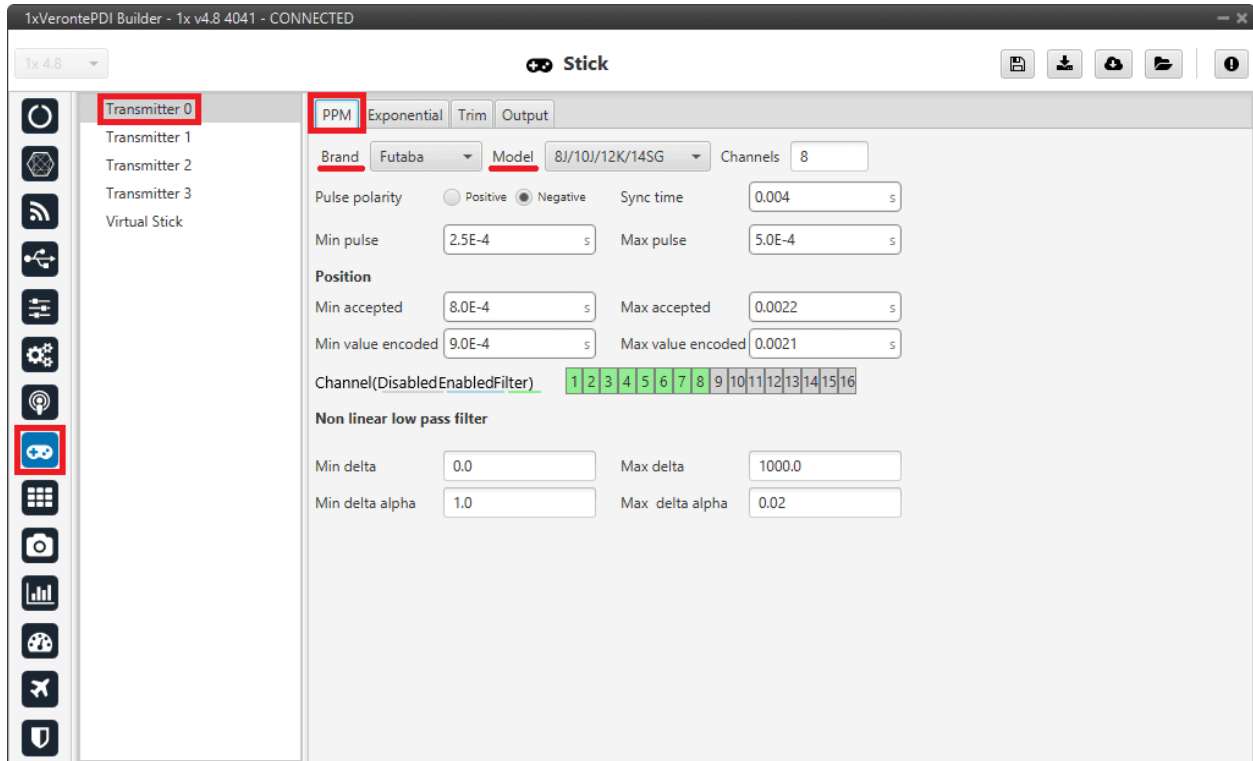 1xVerontePDI Builder - 1x v4.8 4041 - CONNECTED
1x 4.8
Stick
Transmitter 0
Transmitter 1
Transmitter 2
Transmitter 3
Virtual Stick
PPM Exponential Trim Output
Brand Futaba Model 8J/10J/12K/14SG Channels 8
Pulse polarity Positive Negative Sync time 0.004 s
Min pulse 2.5E-4 s Max pulse 5.0E-4 s
Position
Min accepted 8.0E-4 s Max accepted 0.0022 s
Min value encoded 9.0E-4 s Max value encoded 0.0021 s
Channel(DisabledEnabledFilter) 1 2 3 4 5 6 7 8 9 10 11 12 13 14 15 16
Non linear low pass filter
Min delta 0.0 Max delta 1000.0
Min delta alpha 1.0 Max delta alpha 0.02